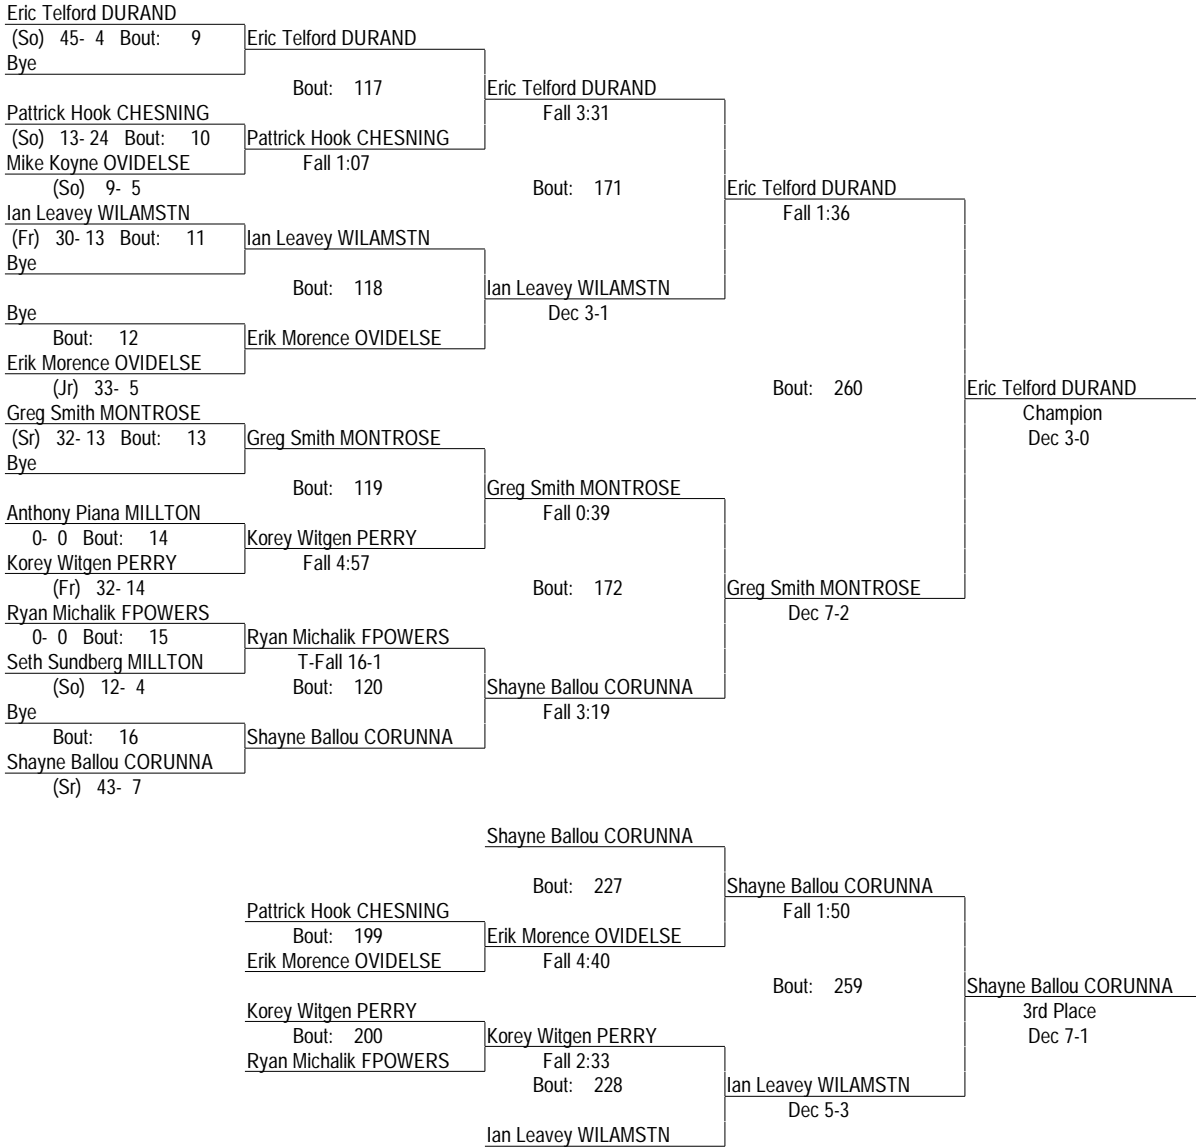 Eric Telford DURAND
(So) 45- 4 Bout: 9 Eric Telford DURAND
Bye
Bout: 117 Eric Telford DURAND
Pattrick Hook CHESNING Fall 3:31
(So) 13- 24 Bout: 10 Pattrick Hook CHESNING
Mike Koyne OVIDELSE Fall 1:07
(So) 9- 5 Bout: 171 Eric Telford DURAND
Ian Leavey WILAMSTN Fall 1:36
(Fr) 30- 13 Bout: 11 Ian Leavey WILAMSTN
Bye
Bout: 118 Ian Leavey WILAMSTN
Bye Dec 3-1
Bout: 12 Erik Morence OVIDELSE
Erik Morence OVIDELSE
(Jr) 33- 5 Bout: 260 Eric Telford DURAND
Greg Smith MONTROSE Champion
(Sr) 32- 13 Bout: 13 Greg Smith MONTROSE Dec 3-0
Bye
Bout: 119 Greg Smith MONTROSE
Anthony Piana MILLTON Fall 0:39
0- 0 Bout: 14 Korey Witgen PERRY
Korey Witgen PERRY Fall 4:57
(Fr) 32- 14 Bout: 172 Greg Smith MONTROSE
Ryan Michalik FPOWERS Dec 7-2
0- 0 Bout: 15 Ryan Michalik FPOWERS
Seth Sundberg MILLTON T-Fall 16-1
(So) 12- 4 Bout: 120 Shayne Ballou CORUNNA
Bye Fall 3:19
Bout: 16 Shayne Ballou CORUNNA
Shayne Ballou CORUNNA
(Sr) 43- 7
Shayne Ballou CORUNNA
Bout: 227 Shayne Ballou CORUNNA
Pattrick Hook CHESNING Fall 1:50
Bout: 199 Erik Morence OVIDELSE
Erik Morence OVIDELSE Fall 4:40
Bout: 259 Shayne Ballou CORUNNA
Korey Witgen PERRY 3rd Place
Bout: 200 Korey Witgen PERRY Dec 7-1
Ryan Michalik FPOWERS Fall 2:33
Bout: 228 Ian Leavey WILAMSTN
Dec 5-3
Ian Leavey WILAMSTN